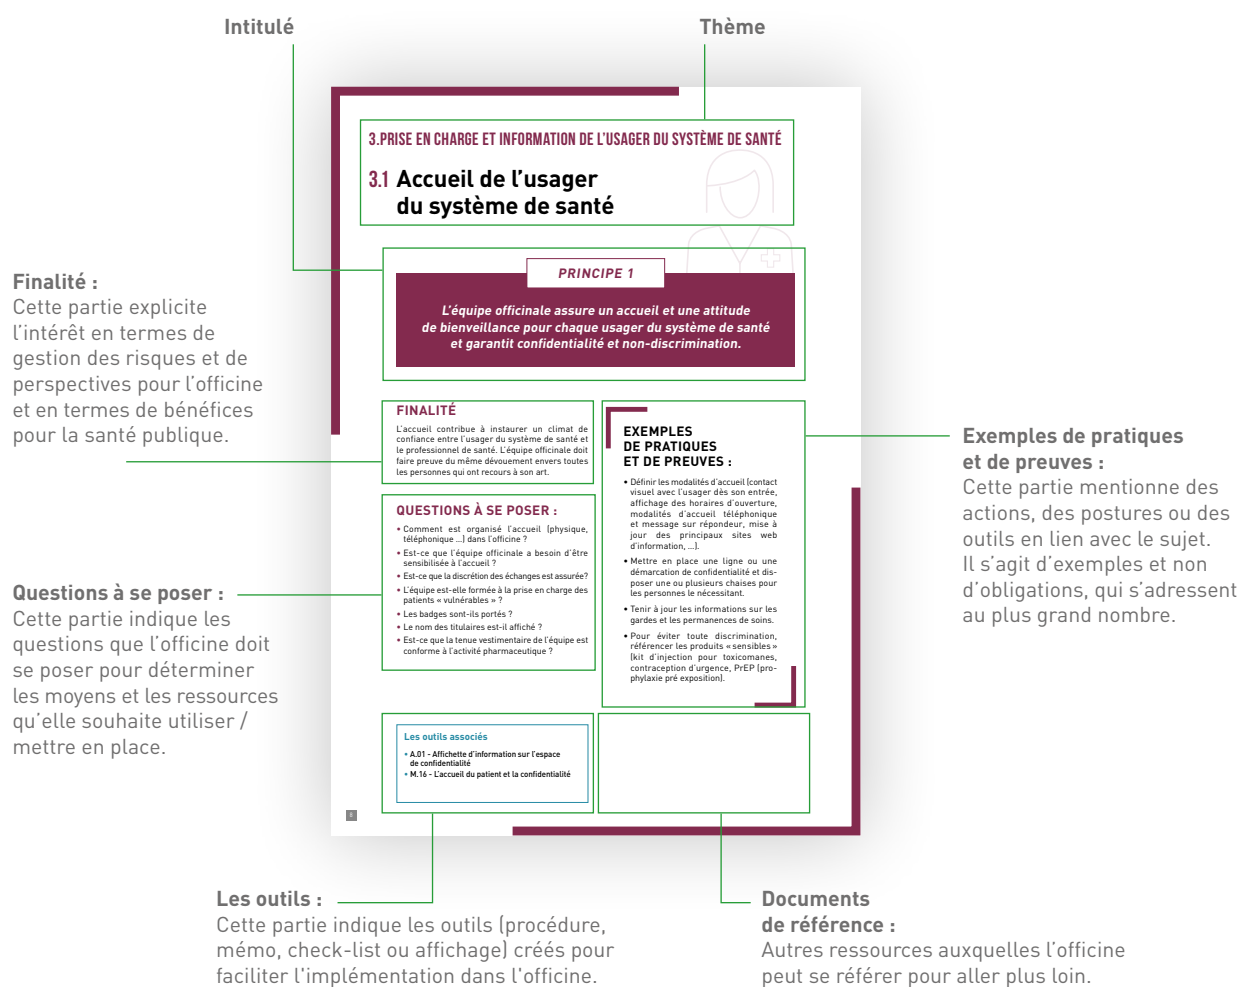 Intitulé
Thème
3.PRISE EN CHARGE ET INFORMATION DE L'USAGER DU SYSTÈME DE SANTÉ
3.1 Accueil de l'usager
du système de santé
PRINCIPE 1
L'équipe officinale assure un accueil et une attitude
de bienveillance pour chaque usager du système de santé
et garantit confidentialité et non-discrimination.
Finalité :
Cette partie explicite
l'intérêt en termes de
gestion des risques et de
perspectives pour l'officine
et en termes de bénéfices
pour la santé publique.
FINALITÉ
L'accueil contribue à instaurer un climat de
confiance entre l'usager du système de santé et
le professionnel de santé. L'équipe officinale doit
faire preuve du même dévouement envers toutes
les personnes qui ont recours à son art.
QUESTIONS À SE POSER :
• Comment est organisé l'accueil (physique,
téléphonique ...) dans l'officine ?
• Est-ce que l'équipe officinale a besoin d'être
sensibilisée à l'accueil ?
• Est-ce que la discrétion des échanges est assurée?
• L'équipe est-elle formée à la prise en charge des
patients « vulnérables » ?
• Les badges sont-ils portés ?
• Le nom des titulaires est-il affiché ?
• Est-ce que la tenue vestimentaire de l'équipe est
conforme à l'activité pharmaceutique ?
EXEMPLES
DE PRATIQUES
ET DE PREUVES :
• Définir les modalités d'accueil (contact
visuel avec l'usager dès son entrée,
affichage des horaires d'ouverture,
modalités d'accueil téléphonique
et message sur répondeur, mise à
jour des principaux sites web
d'information, ...).
• Mettre en place une ligne ou une
démarcation de confidentialité et dis-
poser une ou plusieurs chaises pour
les personnes le nécessitant.
• Tenir à jour les informations sur les
gardes et les permanences de soins.
• Pour éviter toute discrimination,
référencer les produits « sensibles »
(kit d'injection pour toxicomanes,
contraception d'urgence, PrEP (pro-
phylaxie pré exposition).
Exemples de pratiques
et de preuves :
Cette partie mentionne des
actions, des postures ou des
outils en lien avec le sujet.
Il s'agit d'exemples et non
d'obligations, qui s'adressent
au plus grand nombre.
Questions à se poser :
Cette partie indique les
questions que l'officine doit
se poser pour déterminer
les moyens et les ressources
qu'elle souhaite utiliser /
mettre en place.
Les outils associés
• A.01 - Affichette d'information sur l'espace
de confidentialité
• M.16 - L'accueil du patient et la confidentialité
Les outils :
Cette partie indique les outils (procédure,
mémo, check-list ou affichage) créés pour
faciliter l'implémentation dans l'officine.
Documents
de référence :
Autres ressources auxquelles l'officine
peut se référer pour aller plus loin.